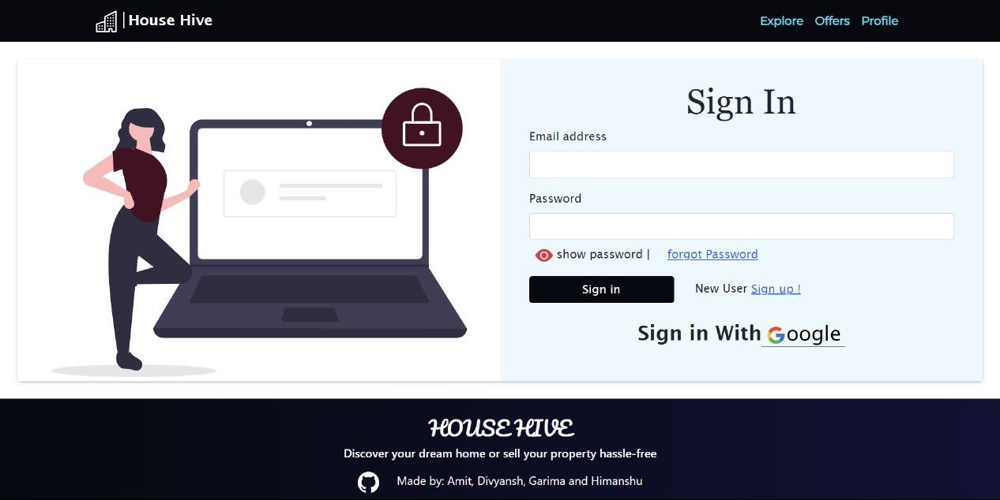 House Hive
Explore Offers Profile
Sign In
Email address
Password
show password | forgot Password
Sign in New User Sign up !
Sign in With Google
HOUSE HIVE
Discover your dream home or sell your property hassle-free
Made by: Amit, Divyansh, Garima and Himanshu